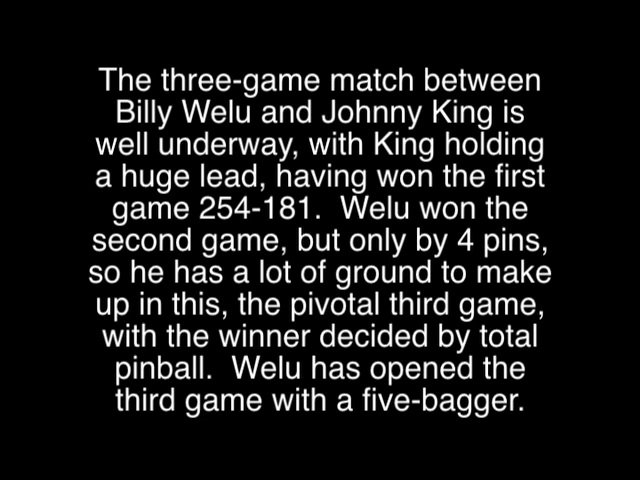 The three-game match between
Billy Welu and Johnny King is
well underway, with King holding
a huge lead, having won the first
game 254-181.  Welu won the
second game, but only by 4 pins,
so he has a lot of ground to make
up in this, the pivotal third game,
with the winner decided by total
pinball.  Welu has opened the
third game with a five-bagger.